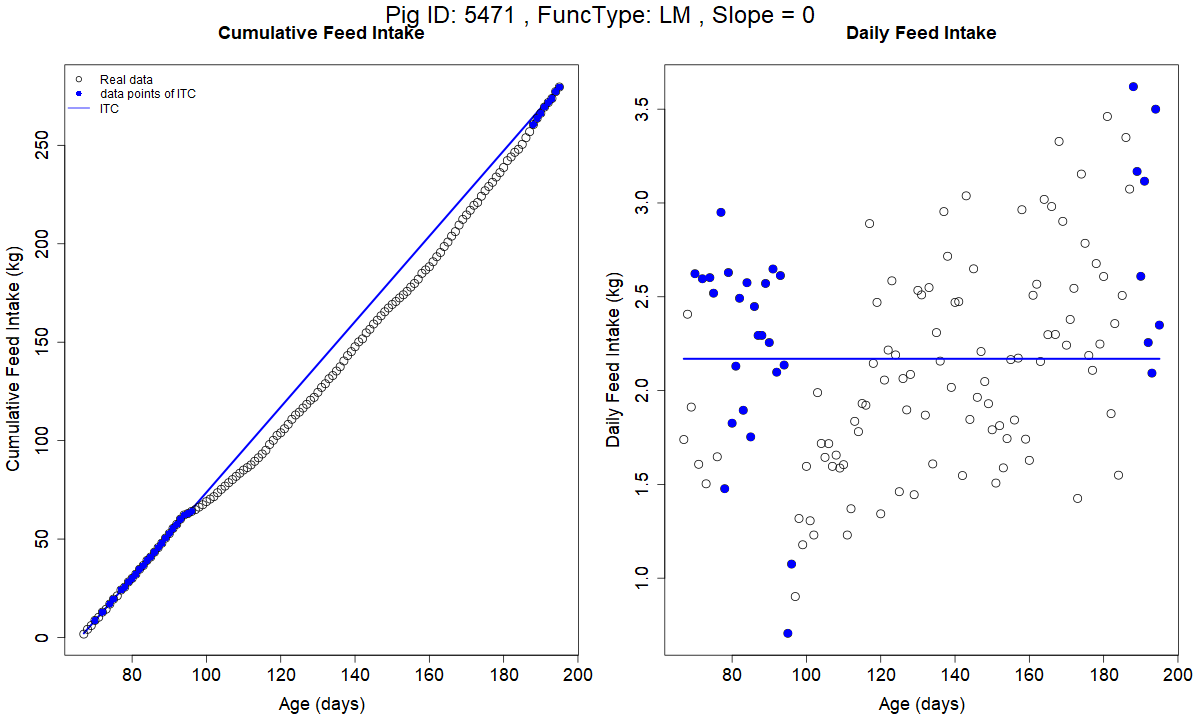 Pig ID: 5471 , FuncType: LM , Slope = 0
Cumulative Feed Intake
Daily Feed Intake
Real data
data points of ITC
ITC
Cumulative Feed Intake (kg)
0
50
100
150
200
250
80
100
120
140
160
180
200
Age (days)
Daily Feed Intake (kg)
1.0
1.5
2.0
2.5
3.0
3.5
80
100
120
140
160
180
200
Age (days)